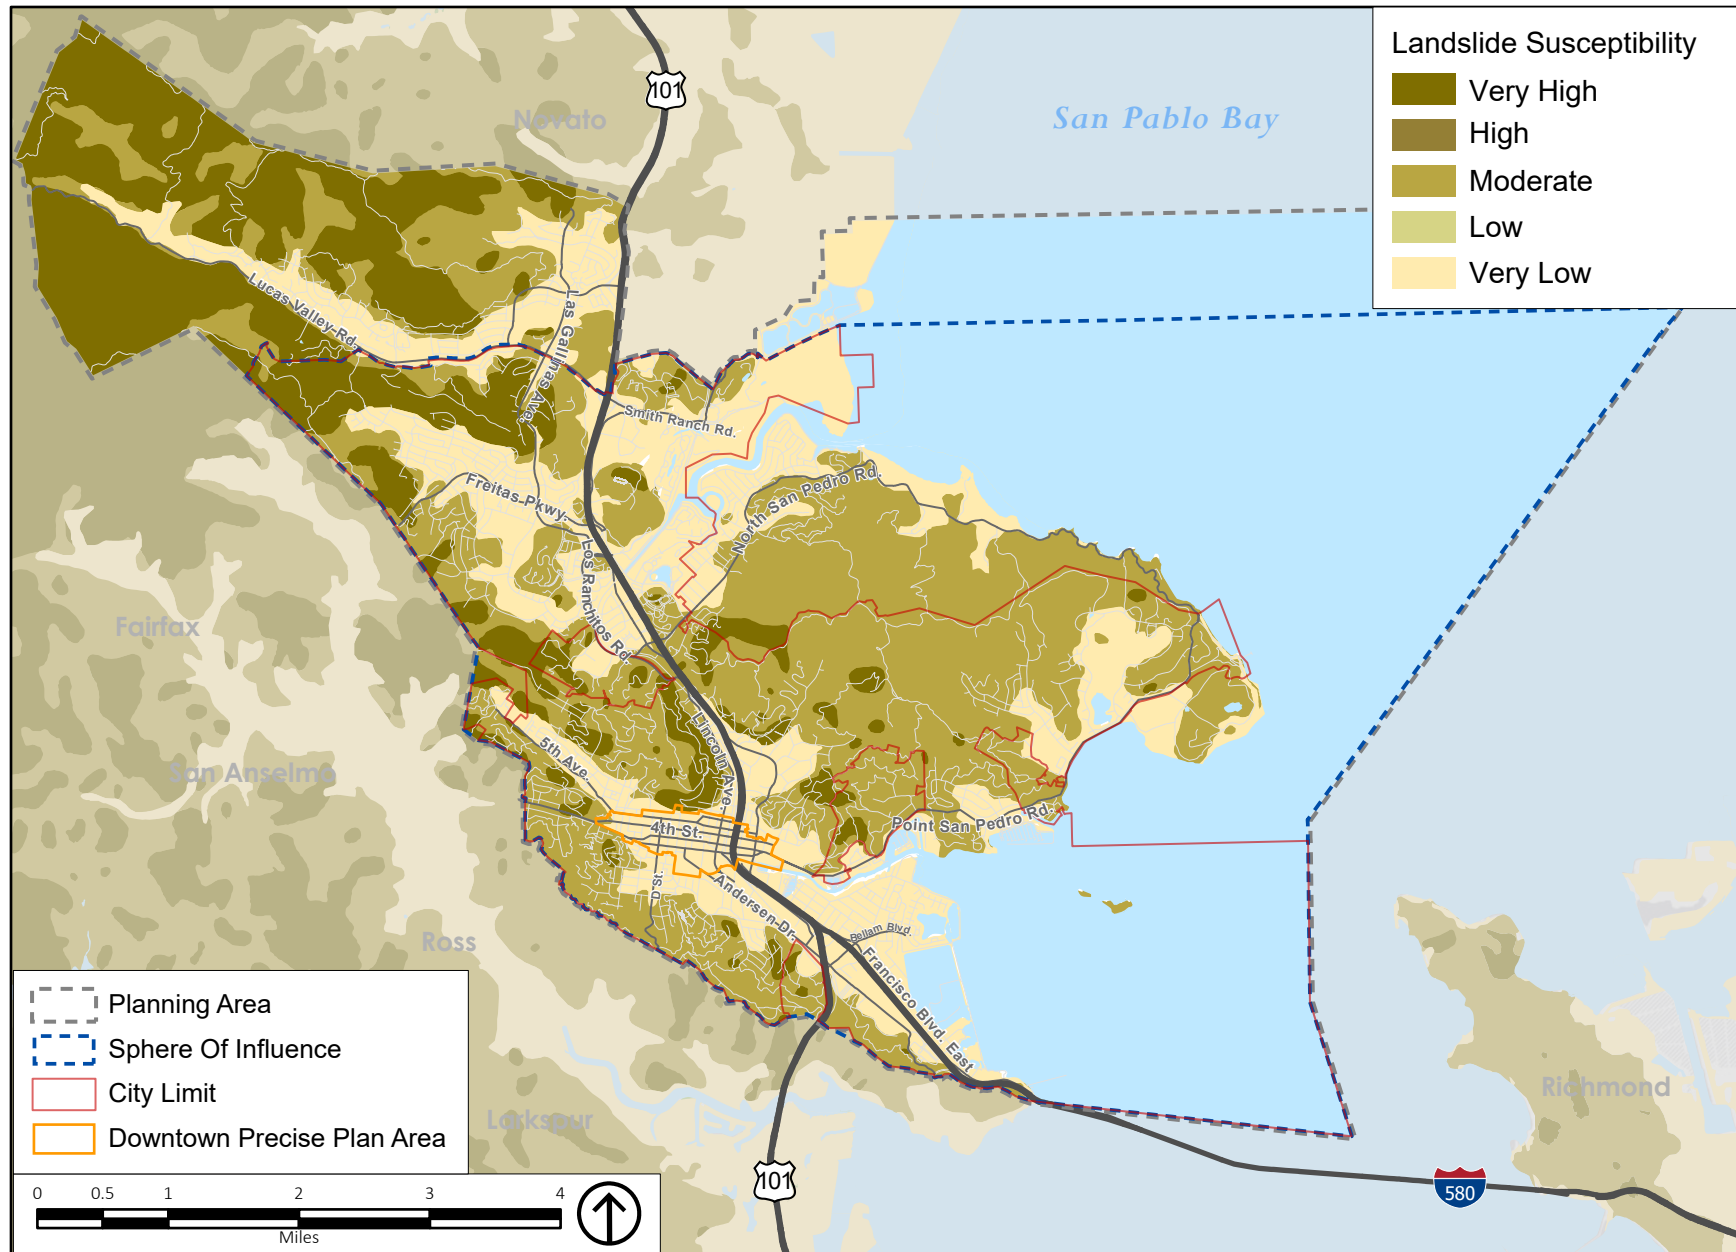 Landslide Susceptibility
Very High
High
Moderate
Low
Very Low
101
Novato
San Pablo Bay
Lucas Valley Rd.
Las Gallinas Ave.
Smith Ranch Rd.
Freitas Pkwy.
North San Pedro Rd.
Los Ranchitos Rd.
Fairfax
San Anselmo
Lincoln Ave.
5th Ave.
4th St.
Point San Pedro Rd.
D St.
Andersen Dr.
Bellam Blvd.
Francisco Blvd. East
Ross
Larkspur
Richmond
101
580
Planning Area
Sphere Of Influence
City Limit
Downtown Precise Plan Area
0 0.5 1 2 3 4
Miles